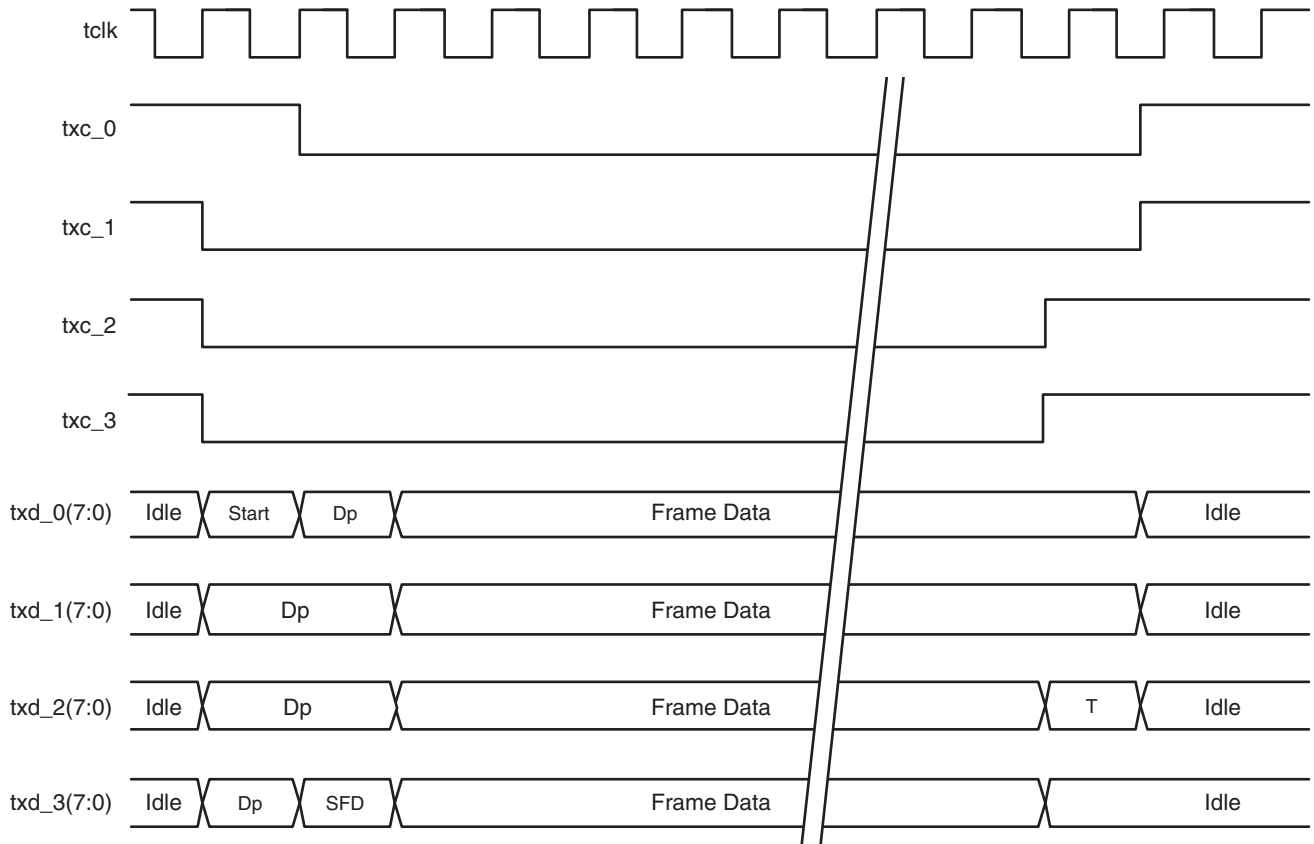 tclk
txc_0
txc_1
txc_2
txc_3
txd_0(7:0) Idle Start Dp Frame Data Idle
txd_1(7:0) Idle Dp Frame Data Idle
txd_2(7:0) Idle Dp Frame Data T Idle
txd_3(7:0) Idle Dp SFD Frame Data Idle